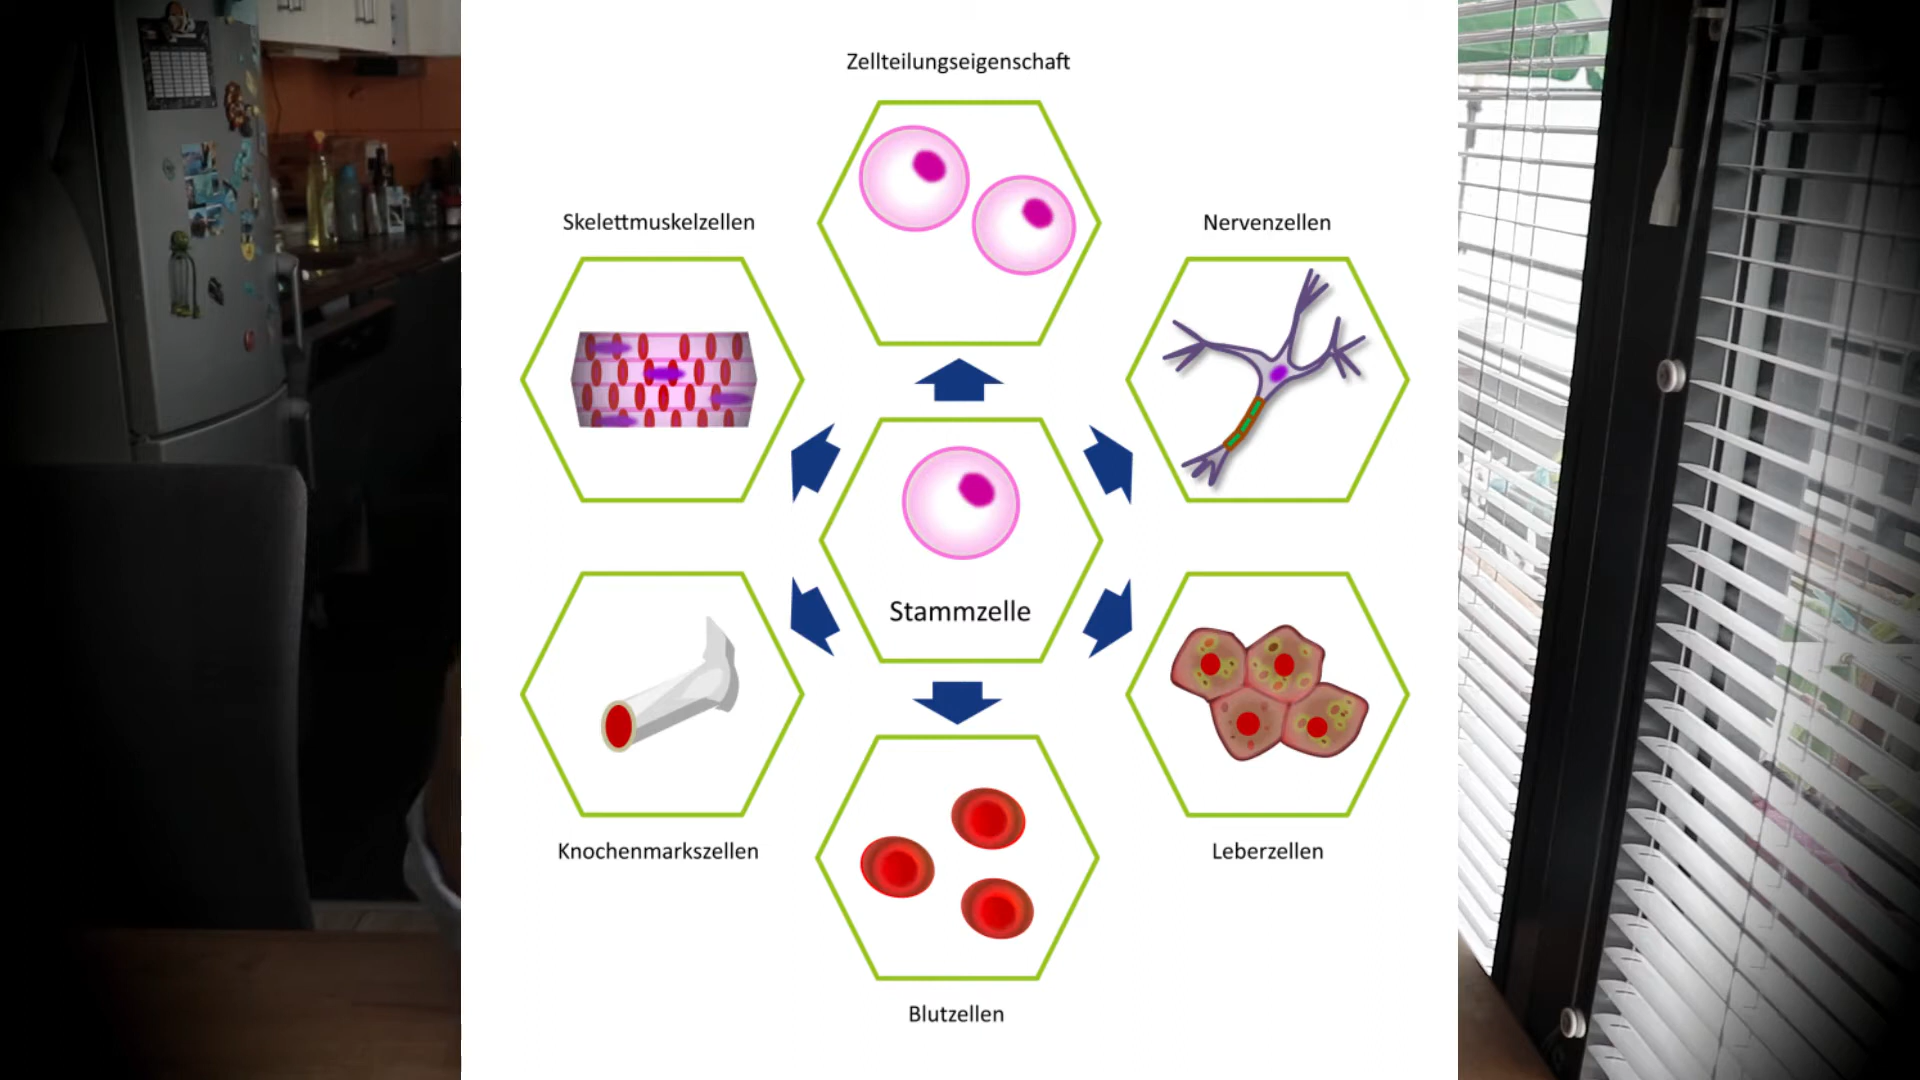 Zellteilungseigenschaft
Skelettmuskelzellen
Nervenzellen
Stammzelle
Knochenmarkszellen
Leberzellen
Blutzellen